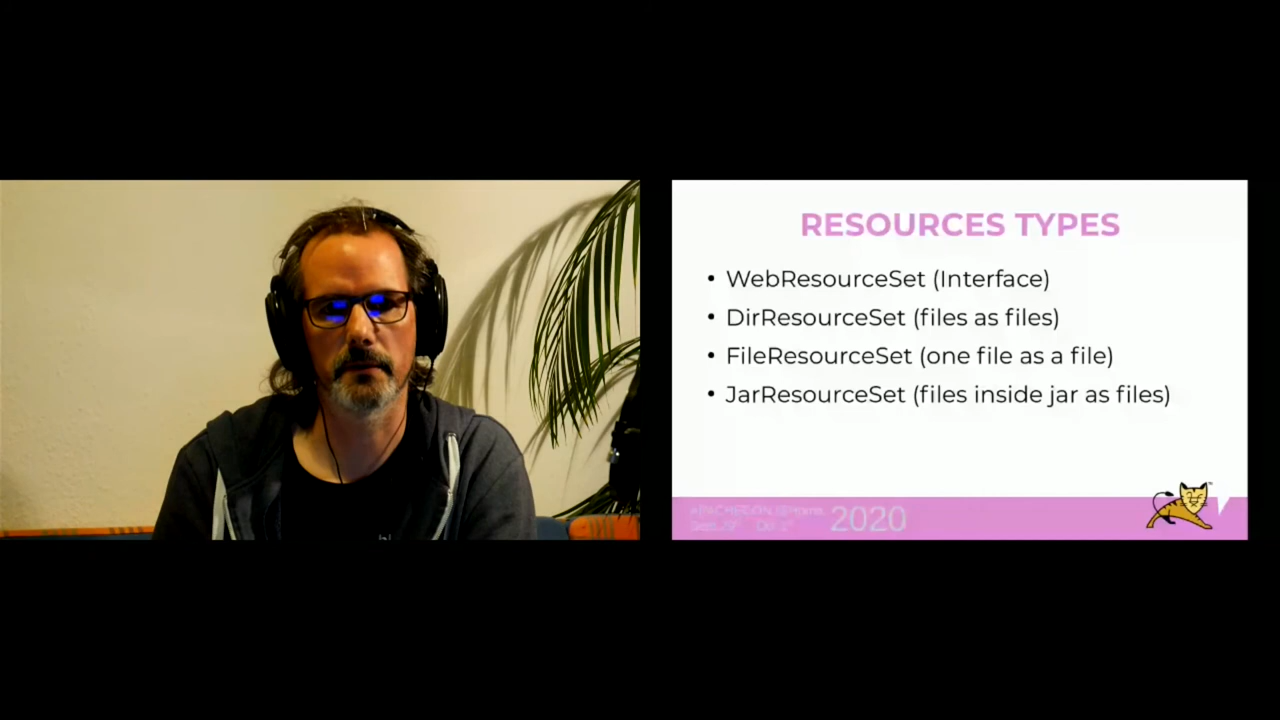 RESOURCES TYPES
• WebResourceSet (Interface)
• DirResourceSet (files as files)
• FileResourceSet (one file as a file)
• JarResourceSet (files inside jar as files)
2020